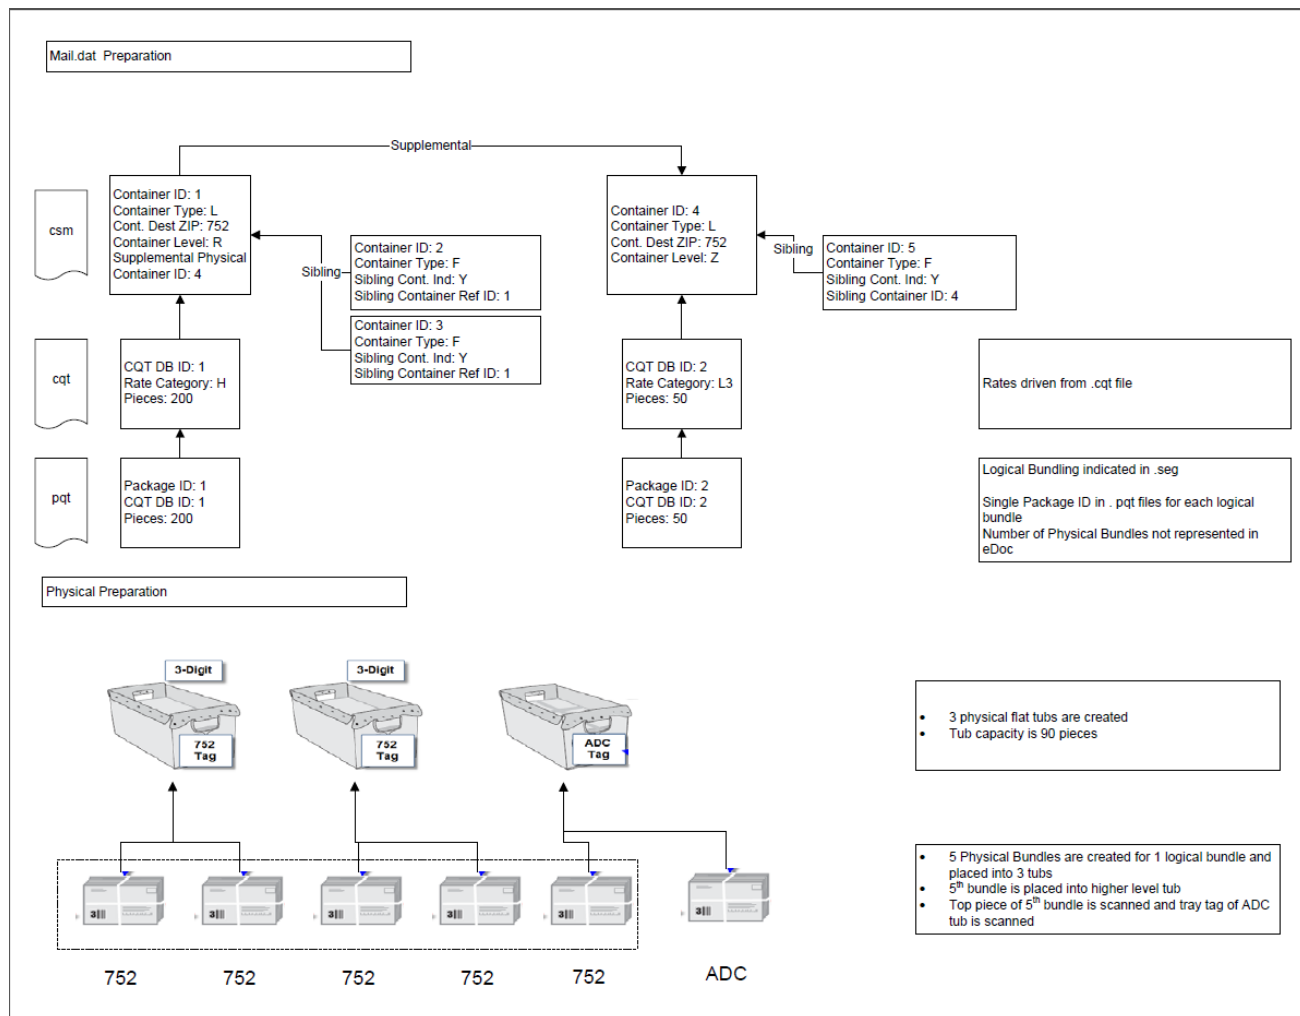 Mail.dat  Preparation
Supplemental
csm
Container ID: 1
Container Type: L
Cont. Dest ZIP: 752
Container Level: R
Supplemental Physical
Container ID: 4
Sibling
Container ID: 2
Container Type: F
Sibling Cont. Ind: Y
Sibling Container Ref ID: 1
Container ID: 3
Container Type: F
Sibling Cont. Ind: Y
Sibling Container Ref ID: 1
Container ID: 4
Container Type: L
Cont. Dest ZIP: 752
Container Level: Z
Sibling
Container ID: 5
Container Type: F
Sibling Cont. Ind: Y
Sibling Container ID: 4
cqt
CQT DB ID: 1
Rate Category: H
Pieces: 200
CQT DB ID: 2
Rate Category: L3
Pieces: 50
Rates driven from .cqt file
pqt
Package ID: 1
CQT DB ID: 1
Pieces: 200
Package ID: 2
CQT DB ID: 2
Pieces: 50
Logical Bundling indicated in .seg
Single Package ID in . pqt files for each logical
bundle
Number of Physical Bundles not represented in
eDoc
Physical Preparation
3-Digit
752
Tag
3-Digit
752
Tag
ADC
Tag
• 3 physical flat tubs are created
• Tub capacity is 90 pieces
3
3
3
3
3
3
• 5 Physical Bundles are created for 1 logical bundle and
placed into 3 tubs
• 5th bundle is placed into higher level tub
• Top piece of 5th bundle is scanned and tray tag of ADC
tub is scanned
752
752
752
752
752
ADC